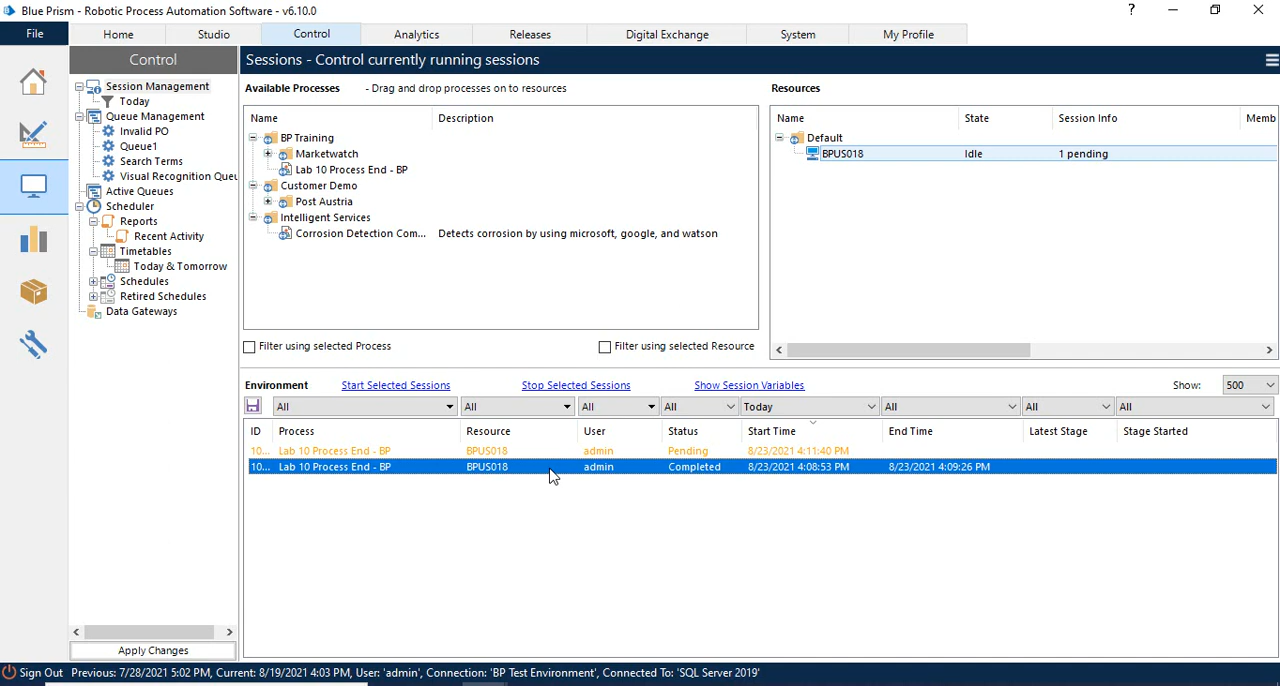 Blue Prism - Robotic Process Automation Software - v6.10.0
?
File Home Studio Control Analytics Releases Digital Exchange System My Profile
Control
Session Management
Today
Queue Management
Invalid PO
Queue1
Search Terms
Visual Recognition Queu
Active Queues
Scheduler
Reports
Recent Activity
Timetables
Today & Tomorrow
Schedules
Retired Schedules
Data Gateways
Apply Changes
Sessions - Control currently running sessions
Available Processes - Drag and drop processes on to resources
Name Description
BP Training
Marketwatch
Lab 10 Process End - BP
Customer Demo
Post Austria
Intelligent Services
Corrosion Detection Com... Detects corrosion by using microsoft, google, and watson
Filter using selected Process Filter using selected Resource
Resources
Name State Session Info Memb
Default
BPUS018 Idle 1 pending
Environment Start Selected Sessions Stop Selected Sessions Show Session Variables Show: 500
All All All All Today All All All
ID Process Resource User Status Start Time End Time Latest Stage Stage Started
10... Lab 10 Process End - BP BPUS018 admin Pending 8/23/2021 4:11:40 PM
10... Lab 10 Process End - BP BPUS018 admin Completed 8/23/2021 4:08:53 PM 8/23/2021 4:09:26 PM
Sign Out Previous: 7/28/2021 5:02 PM, Current: 8/19/2021 4:03 PM, User: 'admin', Connection: 'BP Test Environment', Connected To: 'SQL Server 2019'